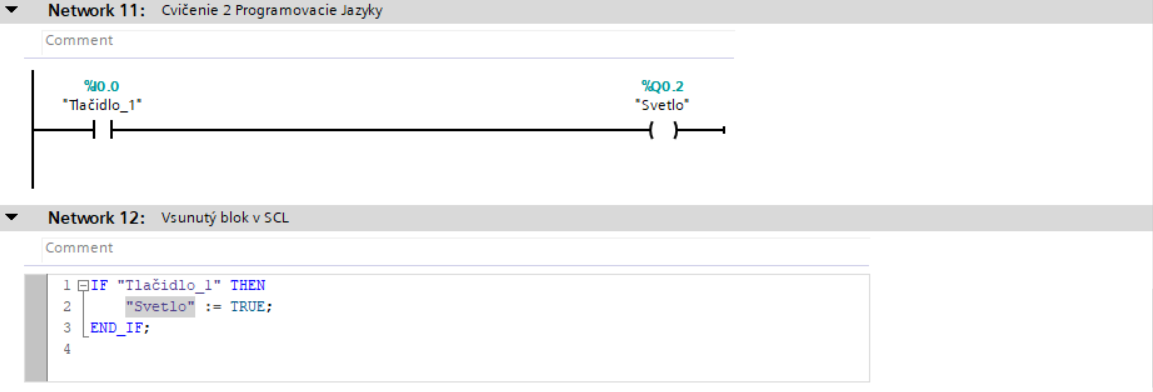 Network 11: Cvičenie 2 Programovacie Jazyky
Comment
%I0.0
"Tlačidlo_1"
%Q0.2
"Svetlo"
Network 12: Vsunutý blok v SCL
Comment
1 IF "Tlačidlo_1" THEN
2 "Svetlo" := TRUE;
3 END_IF;
4